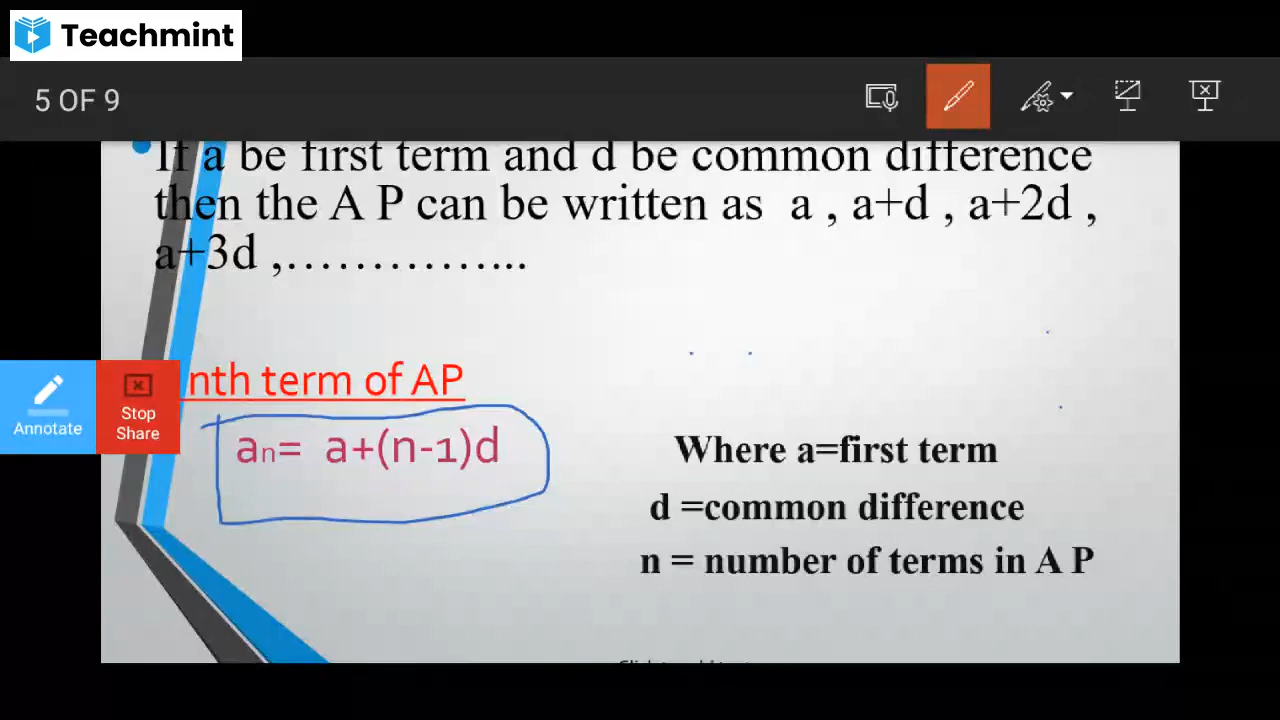 Teachmint
5 OF 9
If a be first term and d be common difference
then the A P can be written as a , a+d , a+2d ,
a+3d ,…………...
nth term of AP
an= a+(n-1)d
Annotate
Stop
Share
Where a=first term
d =common difference
n = number of terms in A P